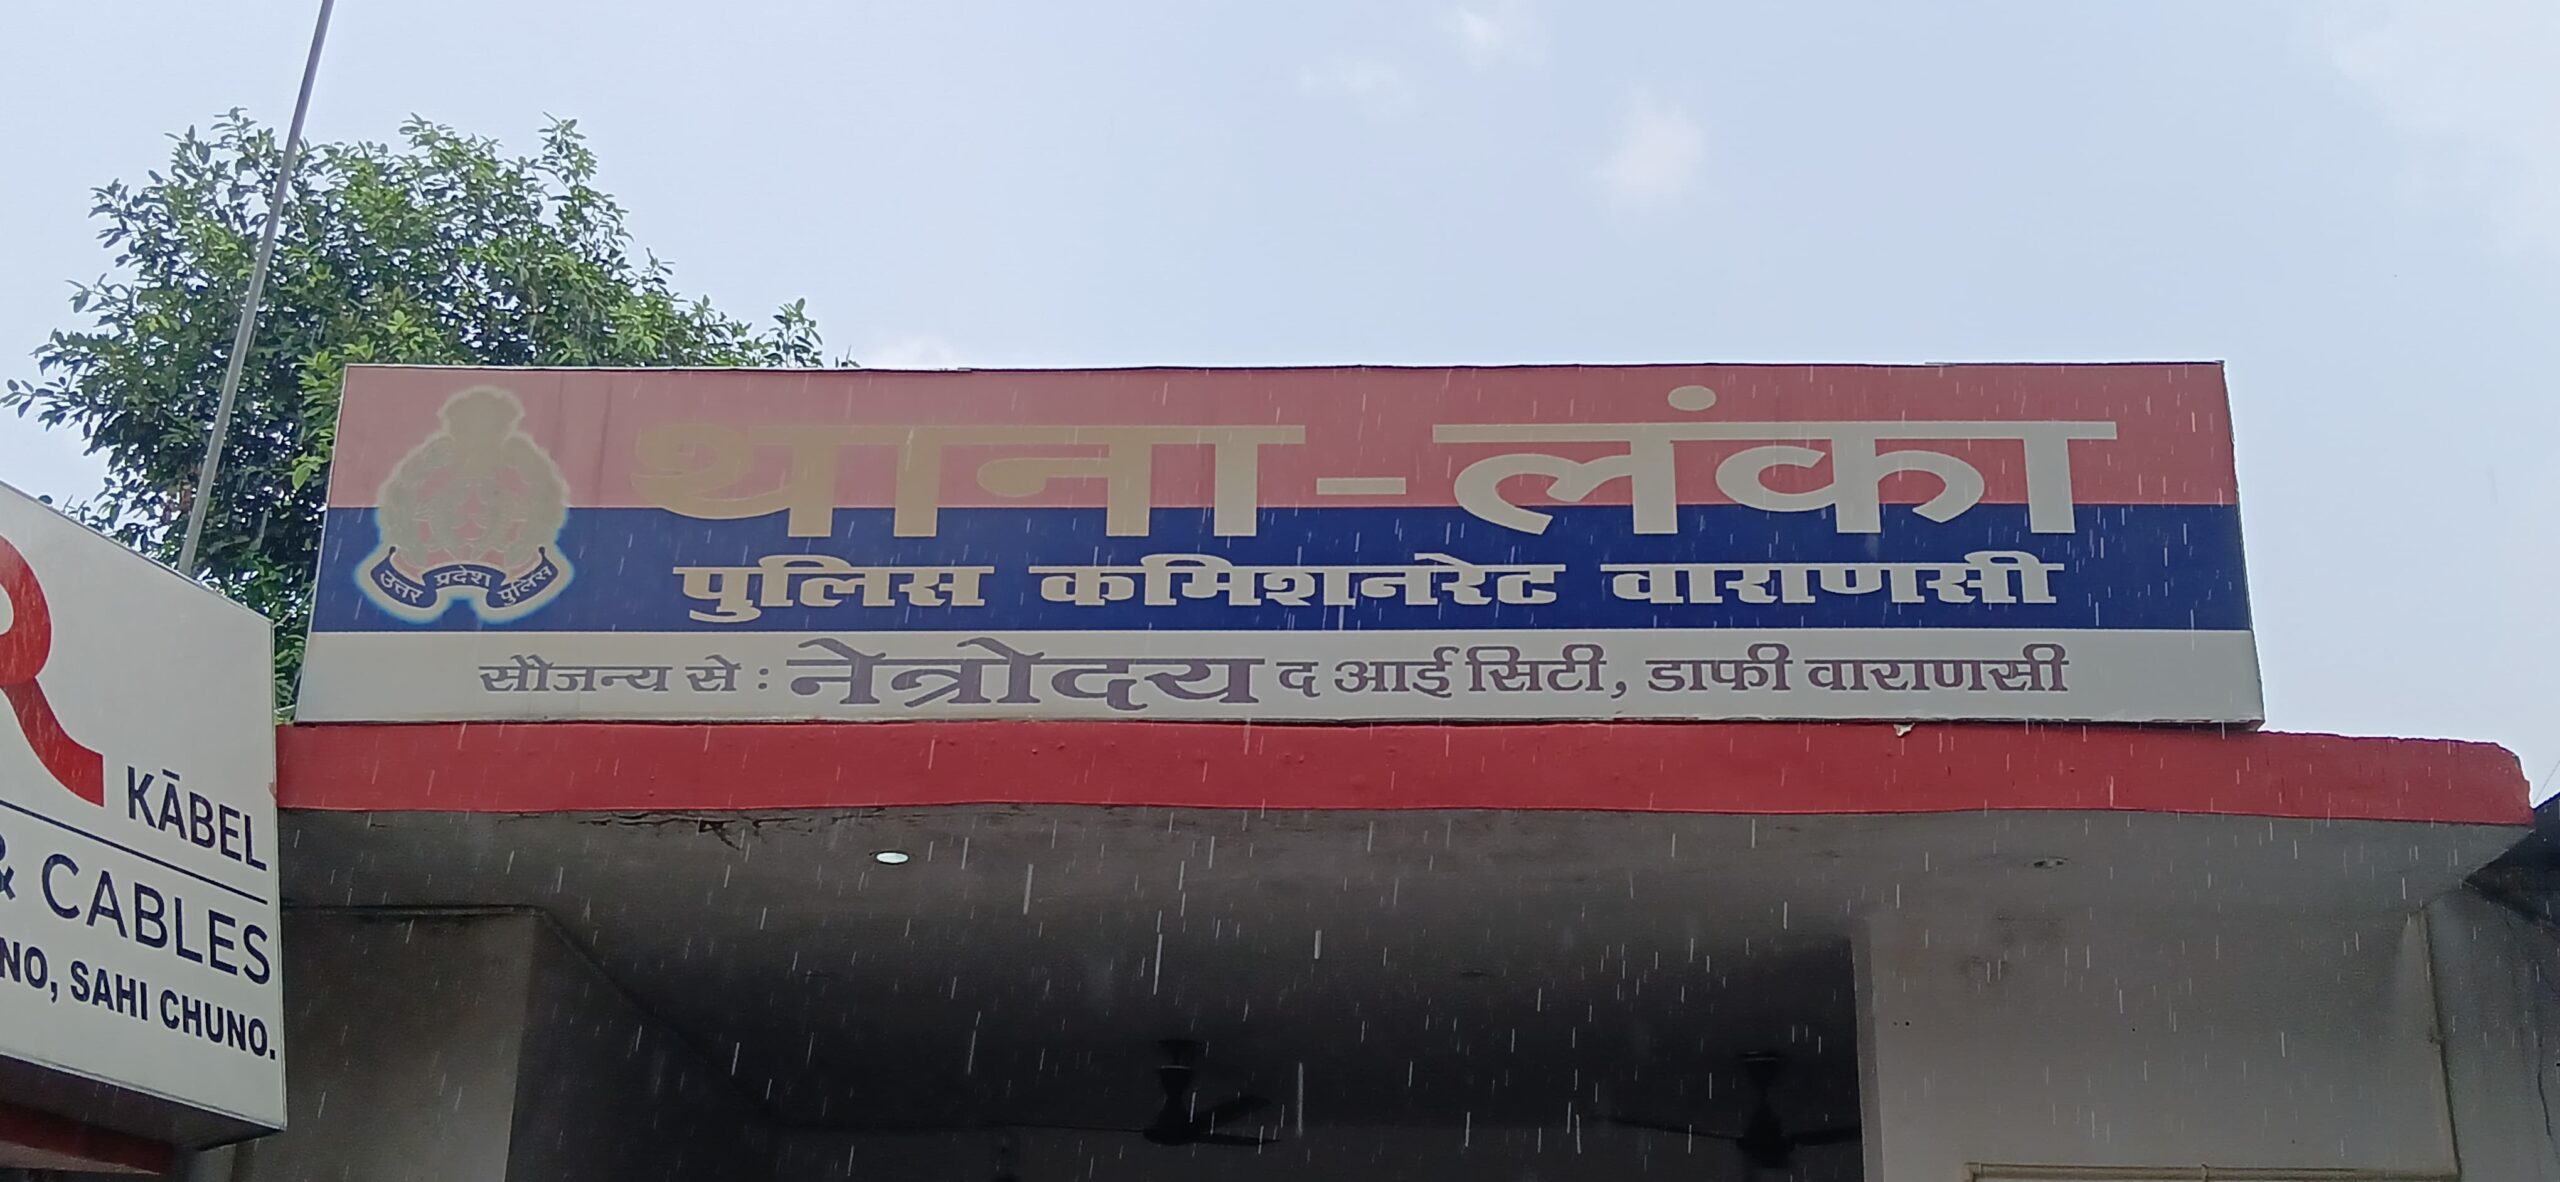 थाना - लंका
उत्तर प्रदेश पुलिस
पुलिस कमिशनरेट वाराणसी
सौजन्य से : नेत्रोदय द आई सिटी, डाफी वाराणसी
R
KĀBEL
& CABLES
NO, SAHI CHUNO.